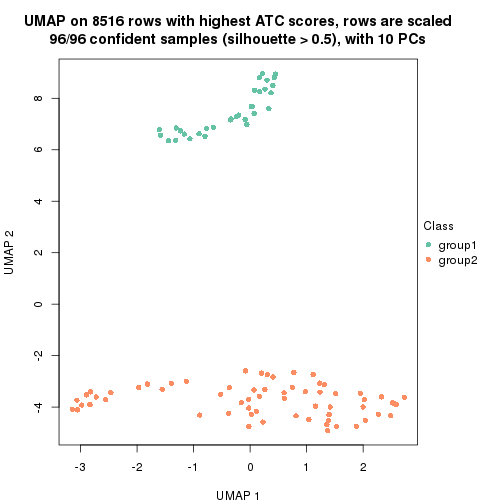 UMAP on 8516 rows with highest ATC scores, rows are scaled
96/96 confident samples (silhouette > 0.5), with 10 PCs
8
6
4
2
0
-2
-4
UMAP 2
-3
-2
-1
0
1
2
UMAP 1
Class
group1
group2